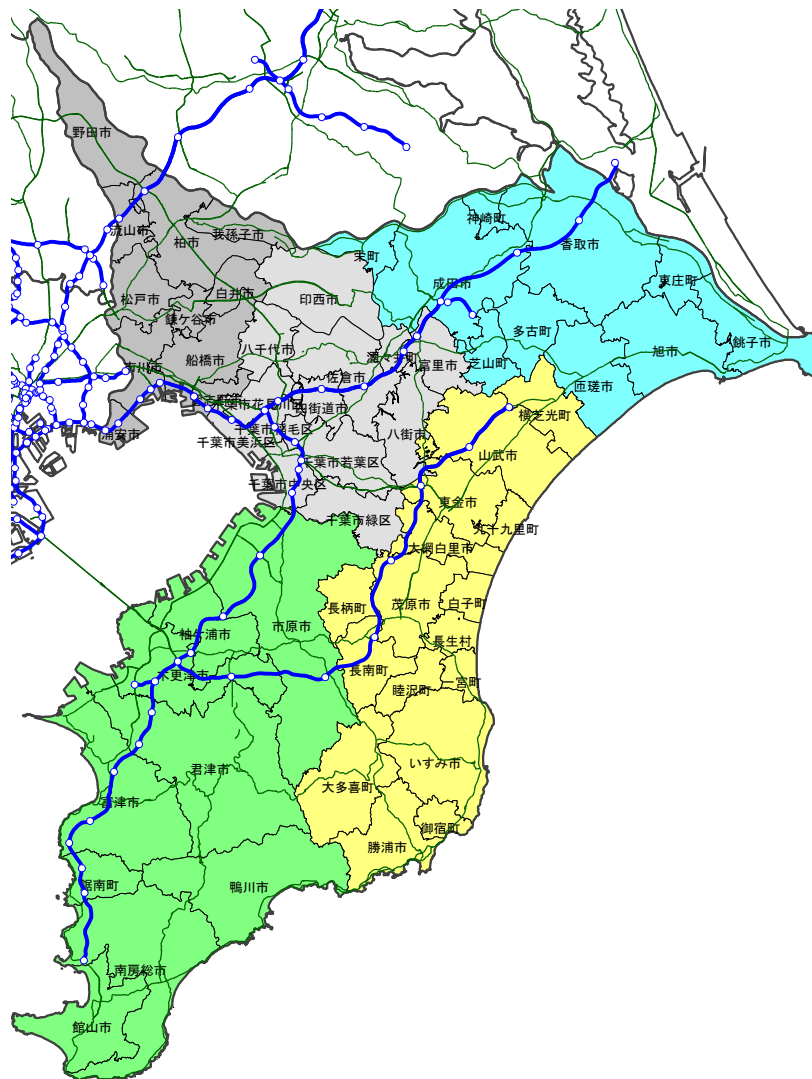 野田市
流山市
柏市
我孫子市
栄町
神崎町
香取市
成田市
東庄町
松戸市
白井市
印西市
鎌ケ谷市
多古町
銚子市
旭市
船橋市
八千代市
酒々井町
富里市
芝山町
市川市
佐倉市
匝瑳市
千葉市花見川区
四街道市
横芝光町
浦安市
千葉市稲毛区
千葉市美浜区
八街市
山武市
千葉市若葉区
千葉市中央区
東金市
千葉市緑区
九十九里町
大網白里市
長柄町
茂原市
白子町
袖ケ浦市
市原市
長生村
木更津市
長南町
睦沢町
一宮町
君津市
いすみ市
富津市
大多喜町
御宿町
勝浦市
鋸南町
鴨川市
南房総市
館山市